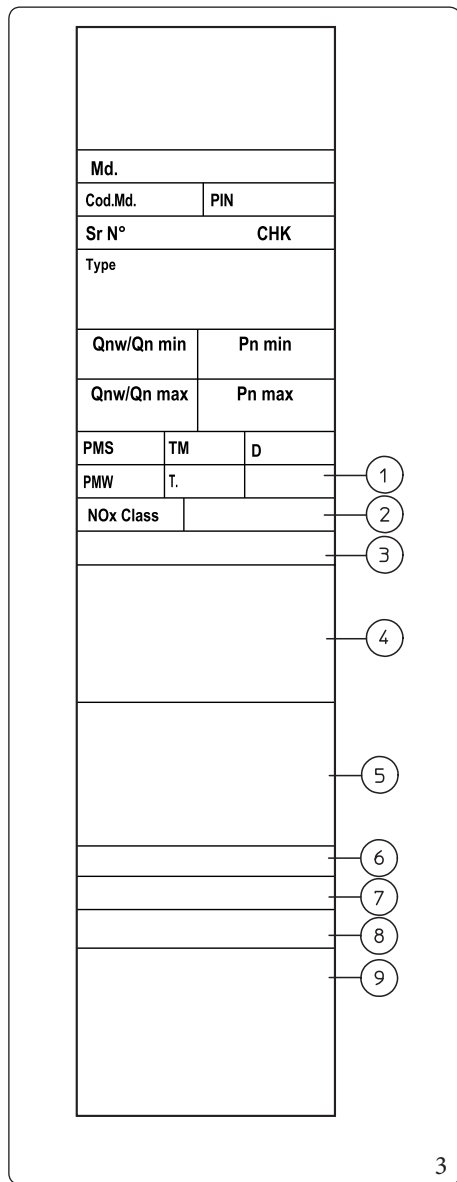 Md.
Cod.Md. PIN
Sr N° CHK
Type
Qnw/Qn min Pn min
Qnw/Qn max Pn max
PMS TM D
PMW T. 1
NOx Class 2
3
4
5
6
7
8
9
3